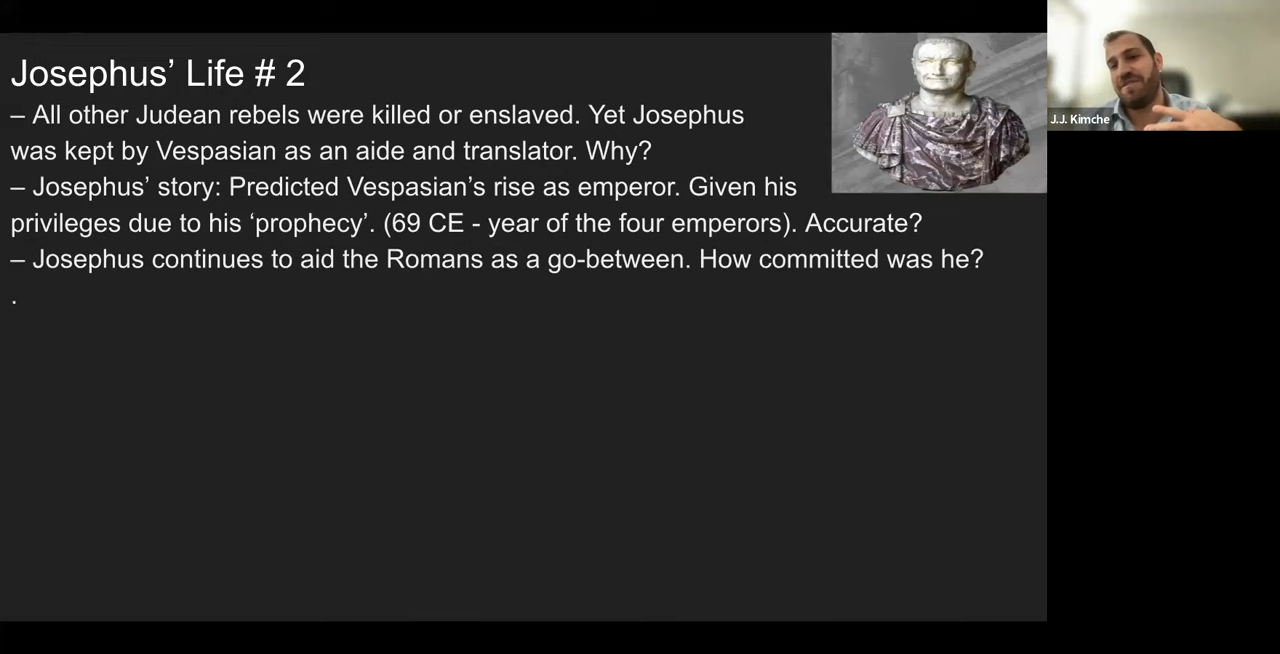 Josephus’ Life # 2
– All other Judean rebels were killed or enslaved. Yet Josephus
was kept by Vespasian as an aide and translator. Why?
– Josephus’ story: Predicted Vespasian’s rise as emperor. Given his
privileges due to his ‘prophecy’. (69 CE - year of the four emperors). Accurate?
– Josephus continues to aid the Romans as a go-between. How committed was he?
.
J.J. Kimche